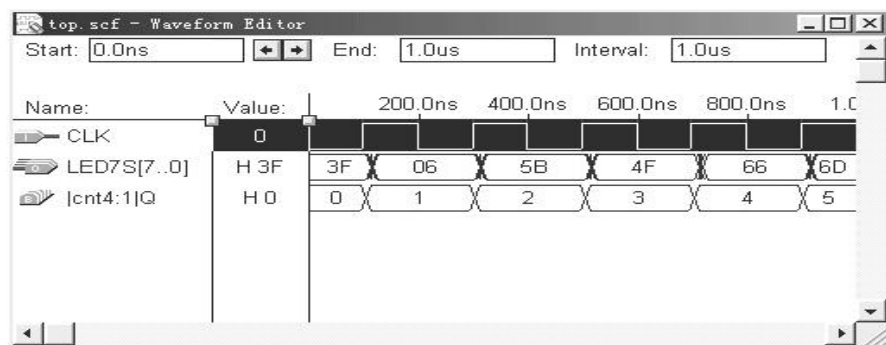 top.scf - Waveform Editor
Start: 0.0ns End: 1.0us Interval: 1.0us
Name: Value: 200.0ns 400.0ns 600.0ns 800.0ns 1.0
CLK 0
LED7S[7..0] H 3F 3F 06 5B 4F 66 6D
|cnt4:1|Q H 0 0 1 2 3 4 5